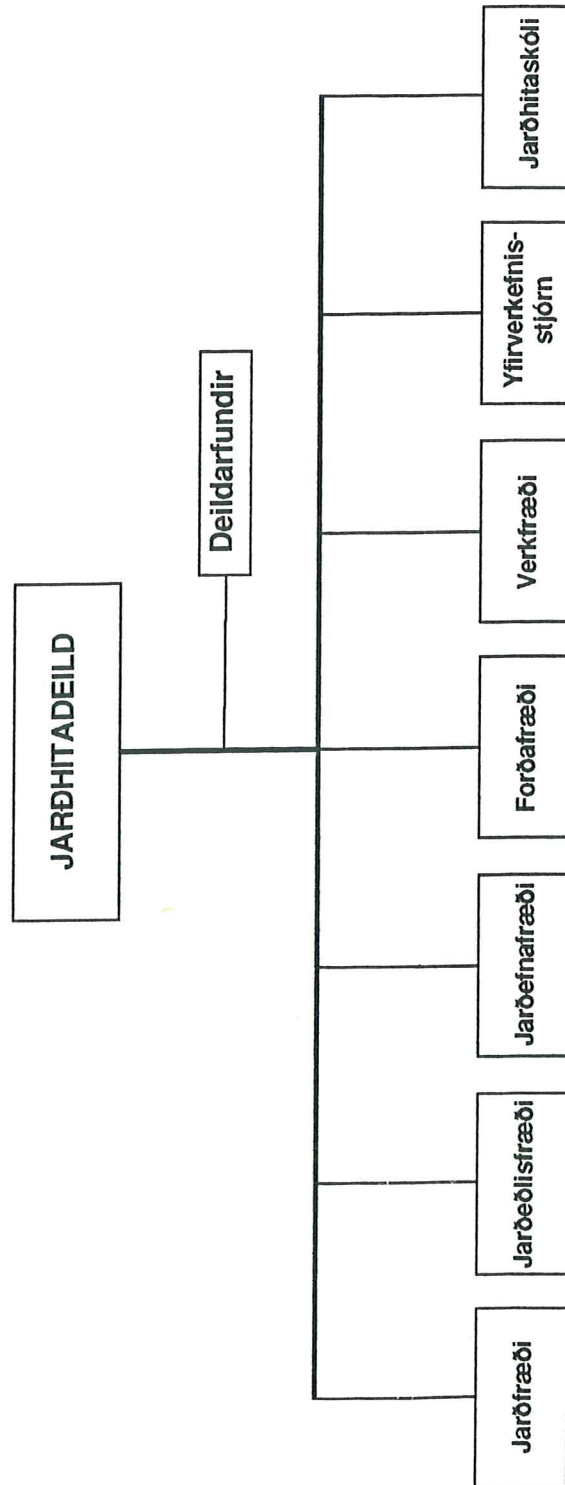 JARÐHITADEILD
Deildarfundir
Jarðfræði
Jarðeðlisfræði
Jarðefnafræði
Forðafræði
Verkfræði
Yfirverkefnis-
stjórn
Jarðhitaskóli